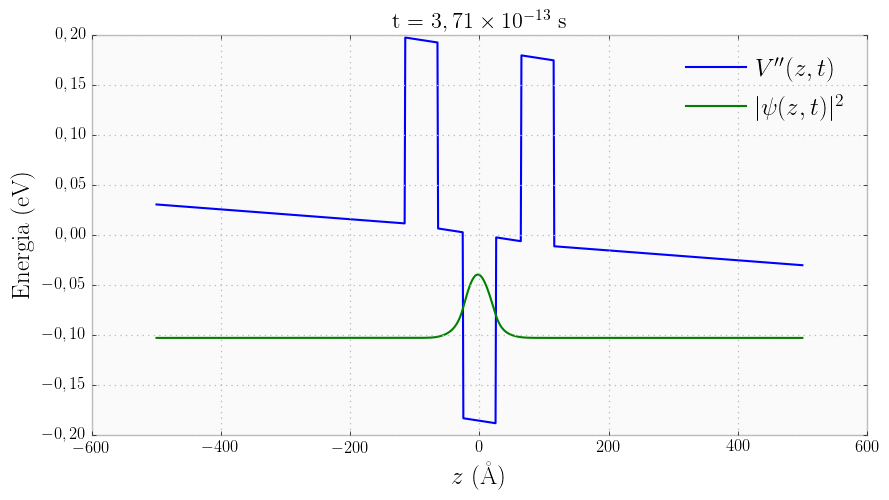 t = 3,71 × 10⁻¹³ s
V′′(z, t)
|ψ(z, t)|²
Energia (eV)
0,20
0,15
0,10
0,05
0,00
−0,05
−0,10
−0,15
−0,20
−600 −400 −200 0 200 400 600
z (Å)